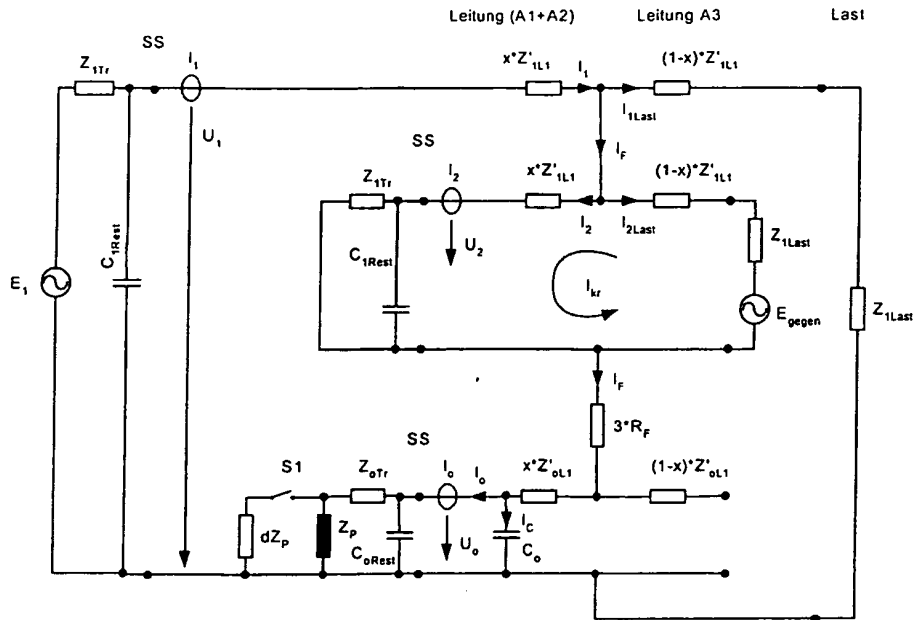 Leitung (A1+A2) Leitung A3 Last
SS
Z1Tr I1 x*Z'1L1 I1 (1-x)*Z'1L1
I1Last
U1
SS IF
Z1Tr I2 x*Z'1L1 (1-x)*Z'1L1
I2 I2Last
C1Rest U2 Z1Last
C1Rest
E1 Ikr Egegen Z1Last
IF
3*RF
SS
S1 ZoTr Io Io x*Z'oL1 (1-x)*Z'oL1
dZP ZP CoRest Uo IC
Co